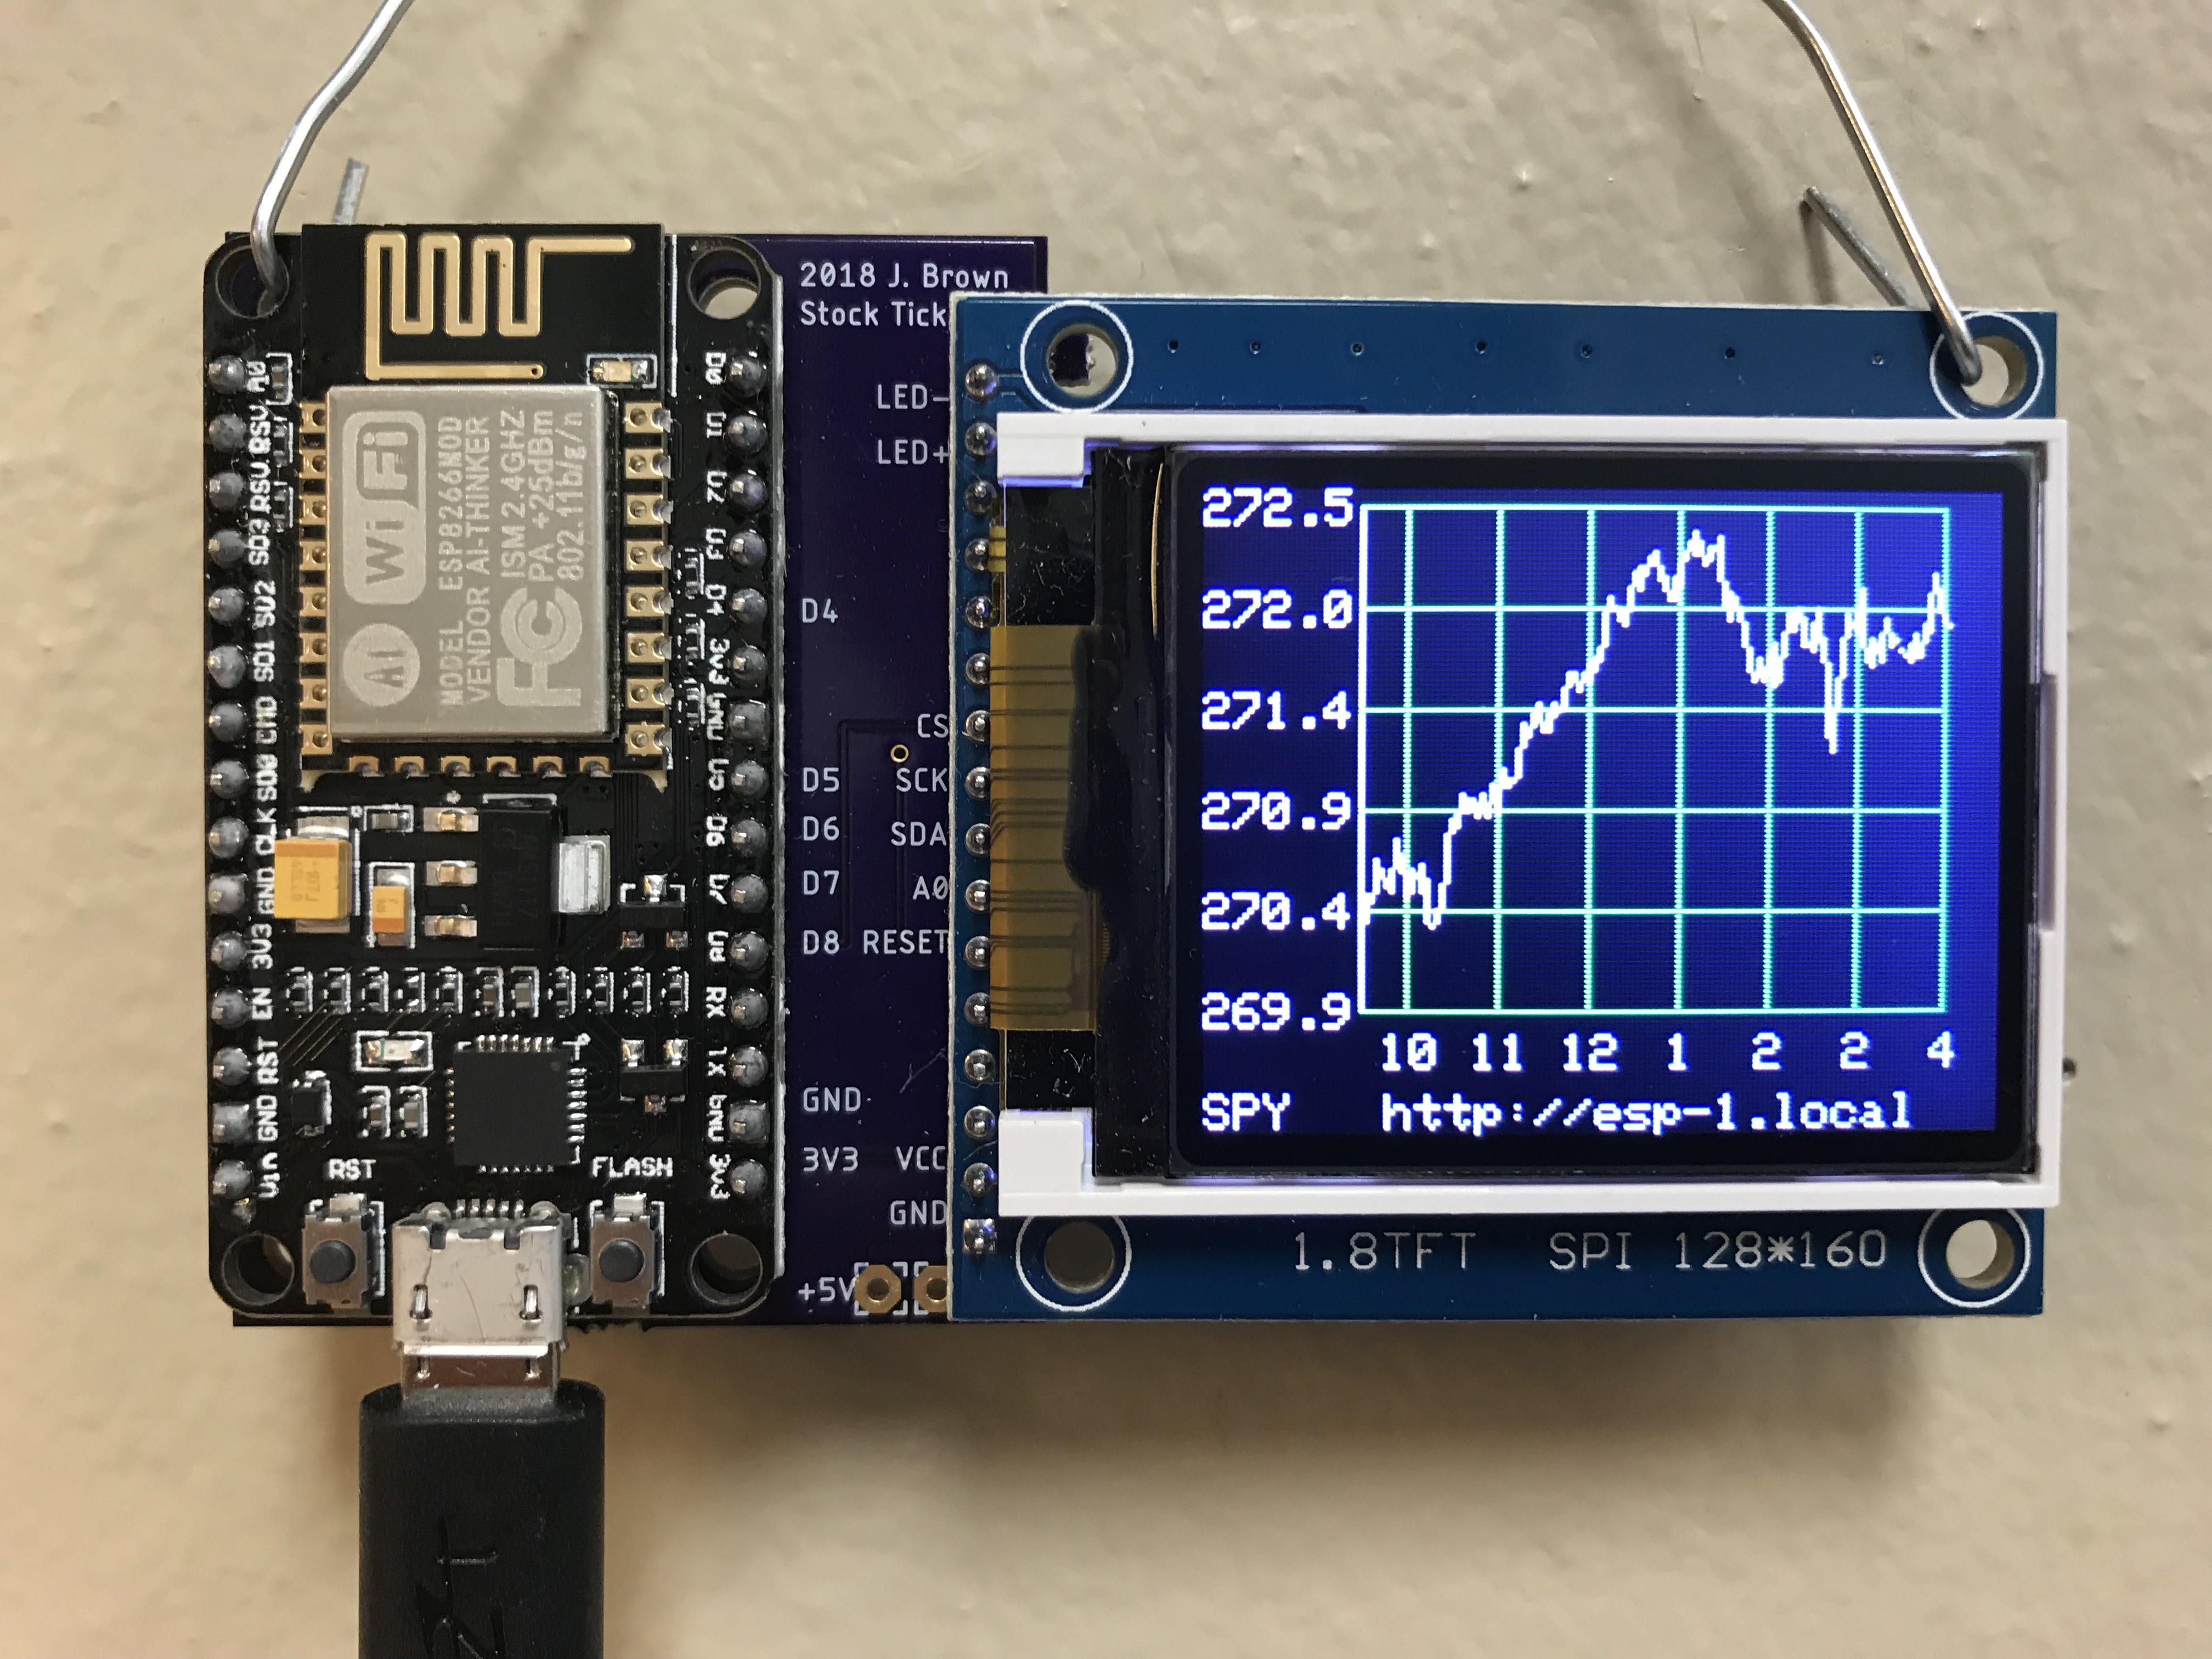 2018 J. Brown
Stock Tick
LED-
LED+
D4
CS
D5 SCK
D6 SDA
D7 A0
D8 RESET
GND
3V3 VCC
GND
+5V
A0
RSV
RSV
SD3
SD2
SD1
CMD
SD0
CLK
GND
3V3
EN
RST
GND
Vin
WiFi
AI
MODEL ESP8266MOD
VENDOR AI-THINKER
FCC
ISM 2.4GHZ
PA +25dBm
802.11b/g/n
D0
D1
D2
D3
D4
3V3
GND
D5
D6
D7
D8
RX
TX
GND
3V3
RST
FLASH
272.5
272.0
271.4
270.9
270.4
269.9
10 11 12 1 2 2 4
SPY http://esp-1.local
1.8TFT SPI 128*160